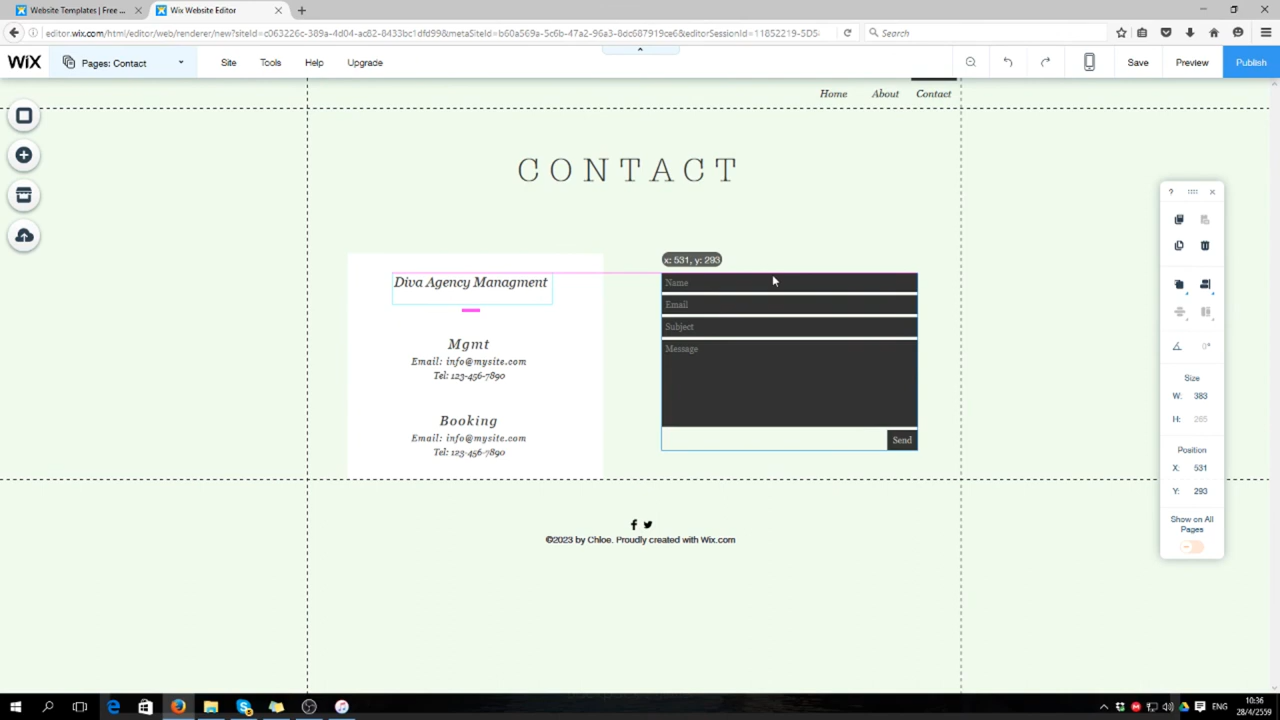 Website Templates | Free ...
Wix Website Editor
editor.wix.com/html/editor/web/renderer/new?siteId=c063226c-389a-4d04-ac82-8433bc1dfd99&metaSiteId=b60a569a-5c6b-47a2-96a4-3dc687919ce6&editorSessionId=11852219-5D5
Search
WiX
Pages: Contact
Site
Tools
Help
Upgrade
Save
Preview
Publish
Home
About
Contact
CONTACT
x: 531, y: 293
Diva Agency Managment
Mgmt
Email: info@mysite.com
Tel: 123-456-7890
Booking
Email: info@mysite.com
Tel: 123-456-7890
Name
Email
Subject
Message
Send
©2023 by Chloe. Proudly created with Wix.com
?
0°
Size
W: 383
H: 265
Position
X: 531
Y: 293
Show on All
Pages
ENG
10:36
28/4/2559